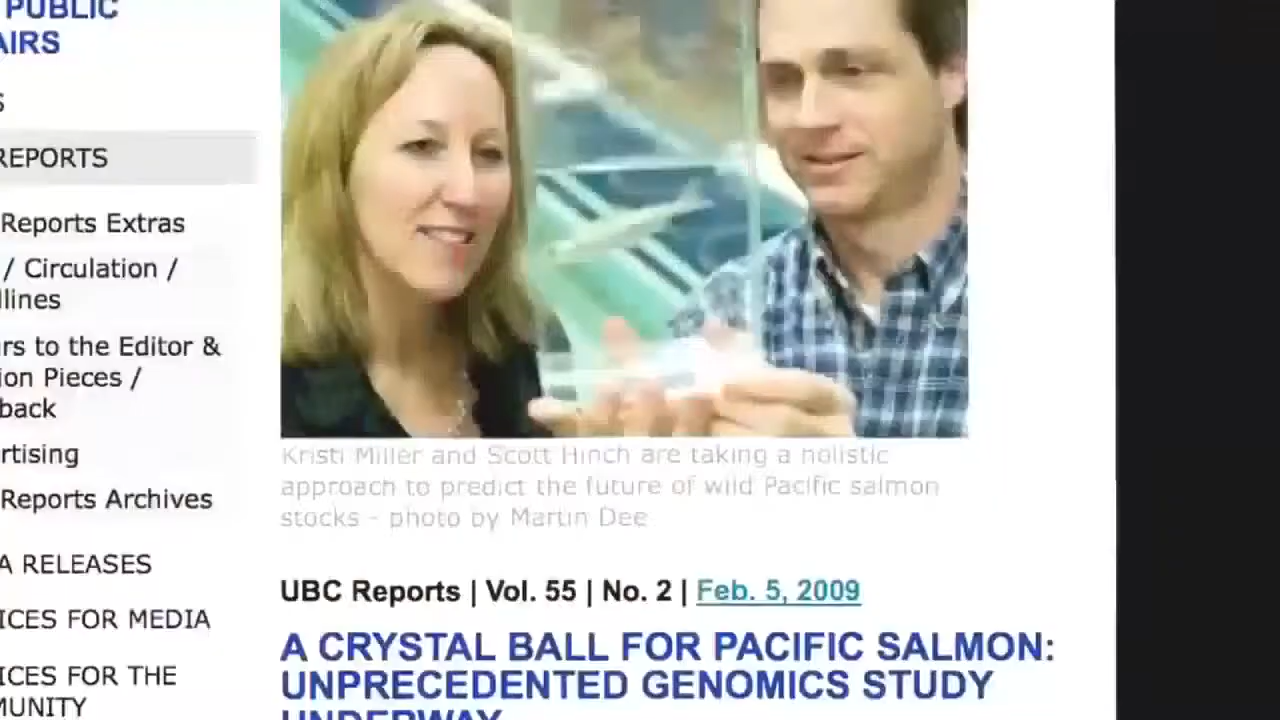 PUBLIC
AIRS
S
REPORTS
Reports Extras
/ Circulation /
llines
rs to the Editor &
ion Pieces /
back
rtising
Reports Archives
A RELEASES
ICES FOR MEDIA
ICES FOR THE
MUNITY
Kristi Miller and Scott Hinch are taking a holistic
approach to predict the future of wild Pacific salmon
stocks - photo by Martin Dee
UBC Reports | Vol. 55 | No. 2 | Feb. 5, 2009
A CRYSTAL BALL FOR PACIFIC SALMON:
UNPRECEDENTED GENOMICS STUDY
UNDERWAY